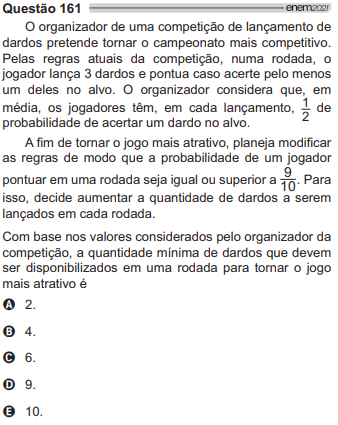 Questão 161 enem2021
O organizador de uma competição de lançamento de
dardos pretende tornar o campeonato mais competitivo.
Pelas regras atuais da competição, numa rodada, o
jogador lança 3 dardos e pontua caso acerte pelo menos
um deles no alvo. O organizador considera que, em
média, os jogadores têm, em cada lançamento, 1/2 de
probabilidade de acertar um dardo no alvo.
A fim de tornar o jogo mais atrativo, planeja modificar
as regras de modo que a probabilidade de um jogador
pontuar em uma rodada seja igual ou superior a 9/10. Para
isso, decide aumentar a quantidade de dardos a serem
lançados em cada rodada.
Com base nos valores considerados pelo organizador da
competição, a quantidade mínima de dardos que devem
ser disponibilizados em uma rodada para tornar o jogo
mais atrativo é
A 2.
B 4.
C 6.
D 9.
E 10.